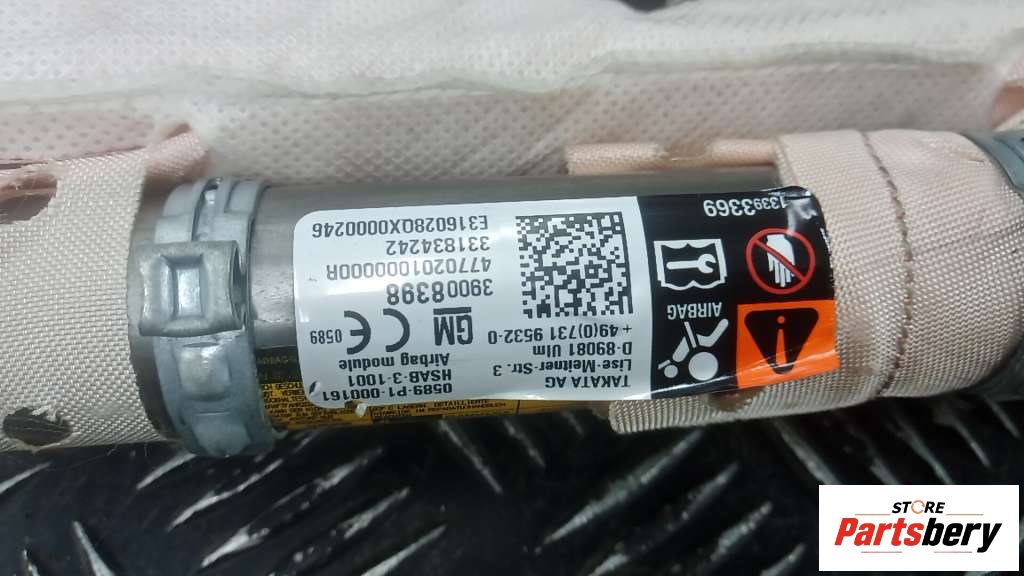 TAKATA AG
Lise-Meitner-Str. 3
D-89081 Ulm
+49(0)731 9532-0
0589-P1-000161
HSAB-3-1001
Airbag module
GM
0589
39008398
47702010000000R
331834242
E316028QX0000246
AIRBAG
13393369
STORE
Partsbery